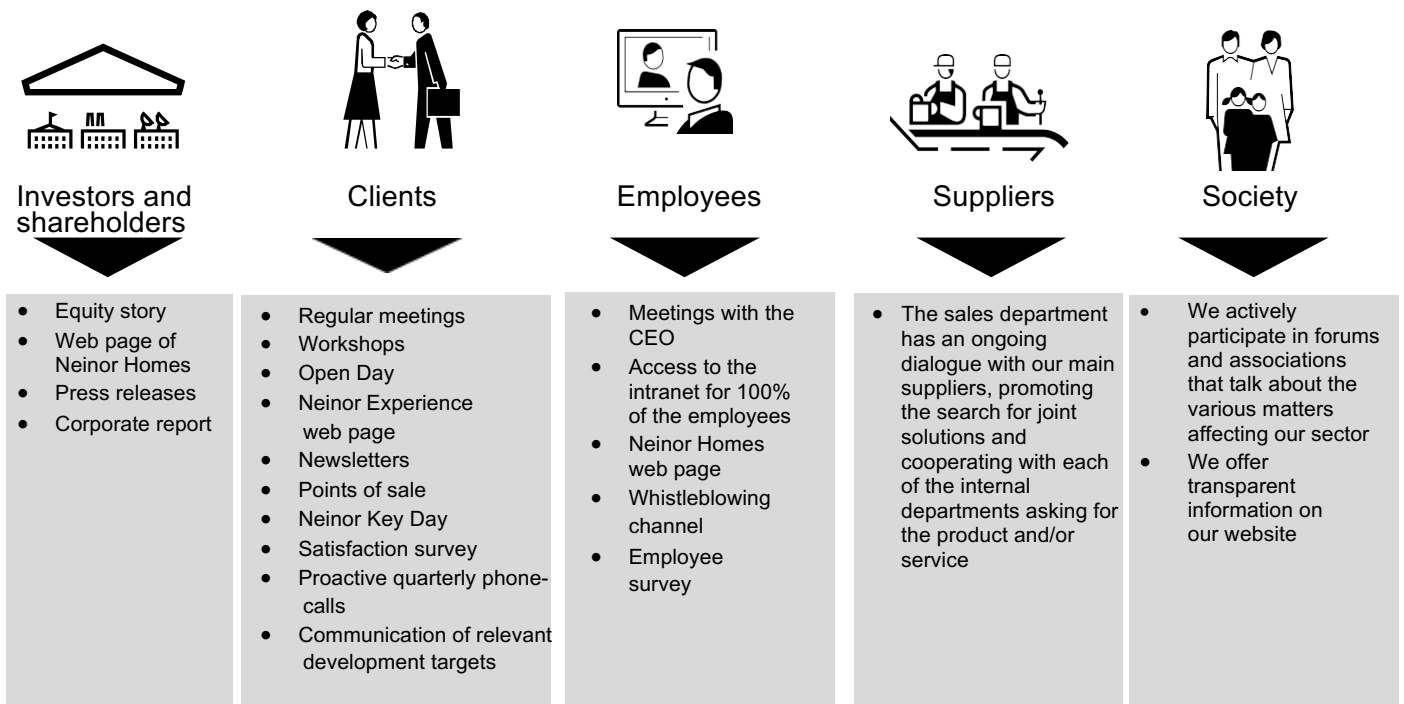 Investors and
shareholders
Clients
Employees
Suppliers
Society
• Equity story
• Web page of
Neinor Homes
• Press releases
• Corporate report
• Regular meetings
• Workshops
• Open Day
• Neinor Experience
web page
• Newsletters
• Points of sale
• Neinor Key Day
• Satisfaction survey
• Proactive quarterly phone-
calls
• Communication of relevant
development targets
• Meetings with the
CEO
• Access to the
intranet for 100%
of the employees
• Neinor Homes
web page
• Whistleblowing
channel
• Employee
survey
• The sales department
has an ongoing
dialogue with our main
suppliers, promoting
the search for joint
solutions and
cooperating with each
of the internal
departments asking for
the product and/or
service
• We actively
participate in forums
and associations
that talk about the
various matters
affecting our sector
• We offer
transparent
information on
our website